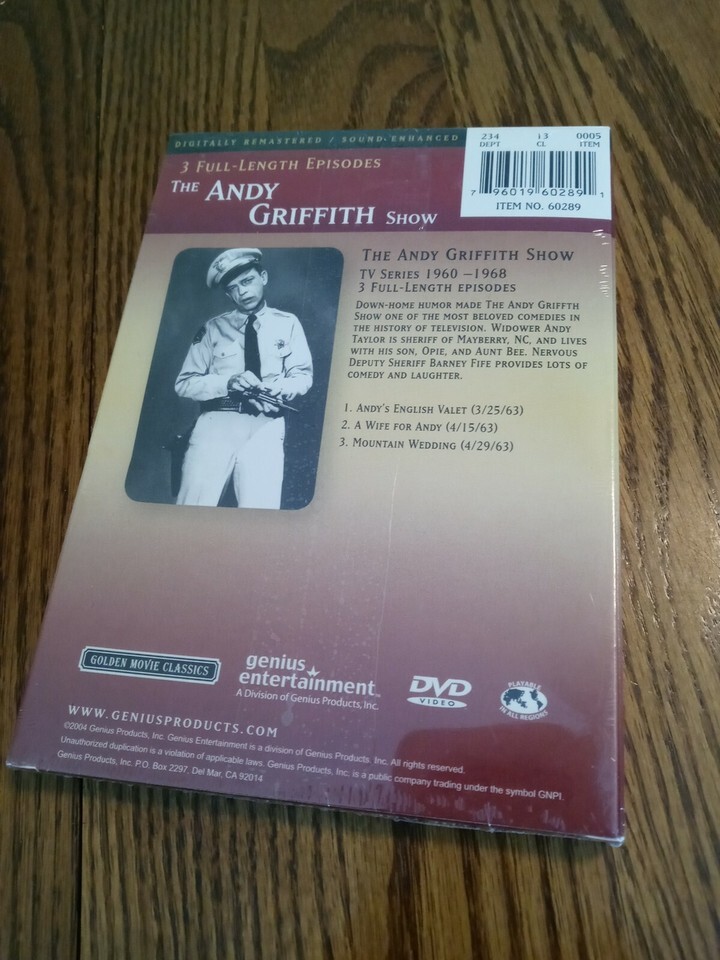 DIGITALLY REMASTERED / SOUND ENHANCED
234 13 0005
DEPT CL ITEM
7 96019 60289 1
ITEM NO. 60289
3 FULL-LENGTH EPISODES
THE ANDY
GRIFFITH SHOW
THE ANDY GRIFFITH SHOW
TV SERIES 1960 –1968
3 FULL-LENGTH EPISODES
DOWN-HOME HUMOR MADE THE ANDY GRIFFTH
SHOW ONE OF THE MOST BELOVED COMEDIES IN
THE HISTORY OF TELEVISION. WIDOWER ANDY
TAYLOR IS SHERIFF OF MAYBERRY, NC, AND LIVES
WITH HIS SON, OPIE, AND AUNT BEE. NERVOUS
DEPUTY SHERIFF BARNEY FIFE PROVIDES LOTS OF
COMEDY AND LAUGHTER.
1. ANDY'S ENGLISH VALET (3/25/63)
2. A WIFE FOR ANDY (4/15/63)
3. MOUNTAIN WEDDING (4/29/63)
GOLDEN MOVIE CLASSICS
genius
entertainment™
A Division of Genius Products, Inc.
DVD
VIDEO
PLAYABLE
IN ALL REGIONS
WWW.GENIUSPRODUCTS.COM
©2004 Genius Products, Inc. Genius Entertainment is a division of Genius Products, Inc. All rights reserved.
Unauthorized duplication is a violation of applicable laws. Genius Products, Inc. is a public company trading under the symbol GNPI.
Genius Products, Inc. P.O. Box 2297, Del Mar, CA 92014